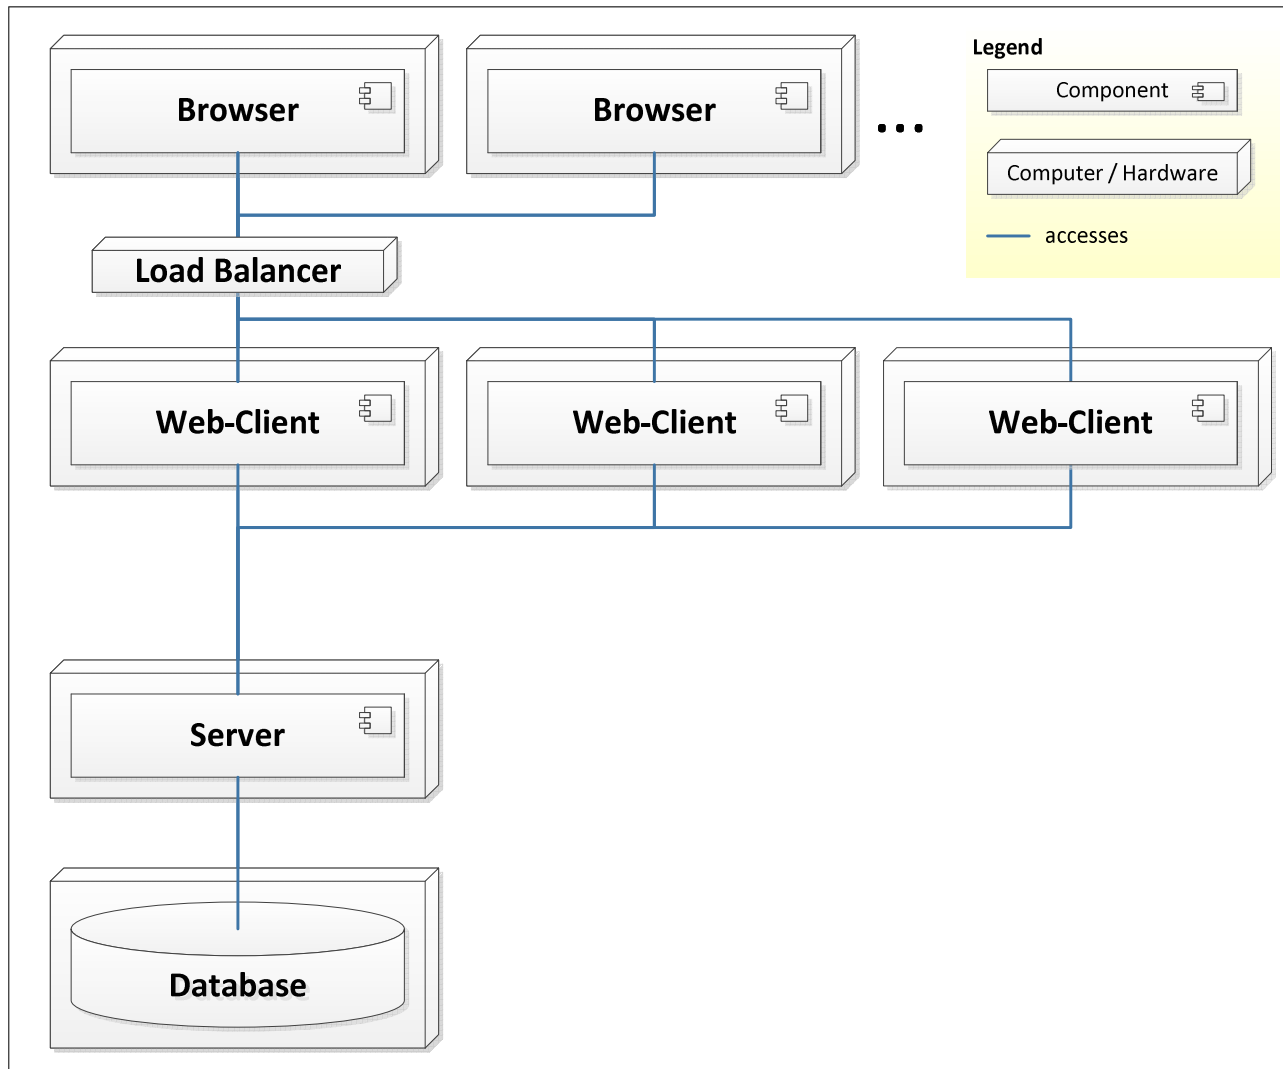 Browser
Browser
...
Legend
Component
Computer / Hardware
accesses
Load Balancer
Web-Client
Web-Client
Web-Client
Server
Database